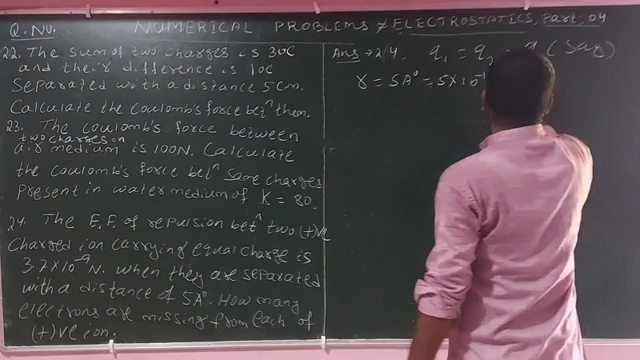 Q. NO. NUMERICAL PROBLEMS ≠ ELECTROSTATICS, Part: 04
22. The sum of two charges is 30C
and their difference is 10C
separated with a distance 5cm.
Calculate the Coulomb's force betⁿ them.
23. The Coulomb's force between
two charges in
air medium is 100N. Calculate
the Coulomb's force betⁿ same charges
Present in water medium of K = 80.
24. The E.F. of repulsion betⁿ two (+)ve
Charged ion carrying equal charge is
3.7×10⁻⁹N. when they are separated
with a distance of 5A°. How many
electrons are missing from each of
(+)ve ion.
Ans → 24. q₁ = q₂ = q (say)
r = 5A° = 5×10